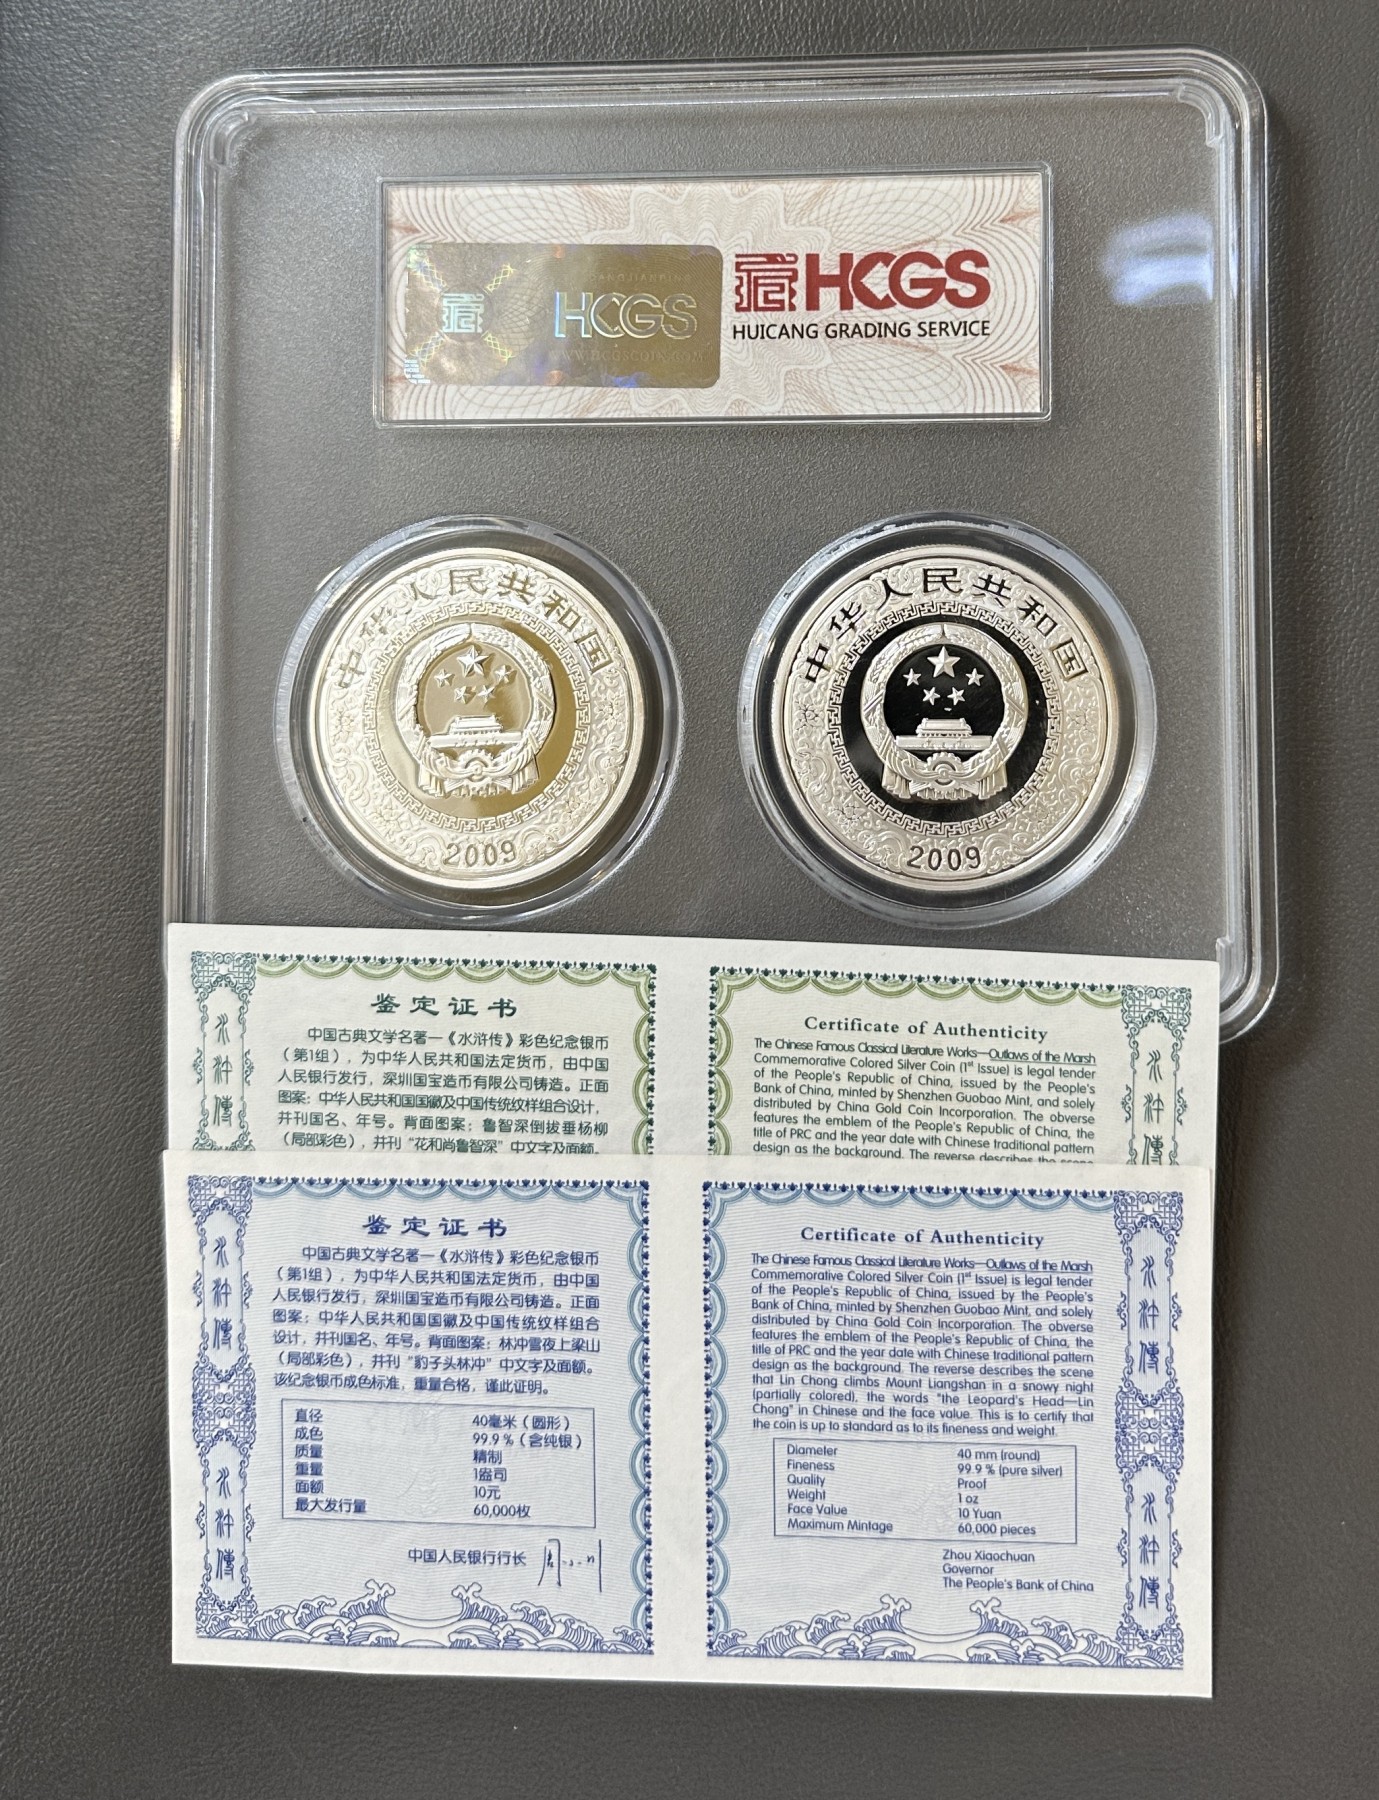 HCGS
WWW.HCGSCOIN.COM
HCGS
HUICANG GRADING SERVICE
中华人民共和国
2009
中华人民共和国
2009
水浒傳
鉴定证书
中国古典文学名著—《水浒传》彩色纪念银币
（第1组），为中华人民共和国法定货币，由中国
人民银行发行，深圳国宝造币有限公司铸造。正面
图案：中华人民共和国国徽及中国传统纹样组合设计，
并刊国名、年号。背面图案：鲁智深倒拔垂杨柳
（局部彩色），并刊“花和尚鲁智深”中文字及面额。
Certificate of Authenticity
The Chinese Famous Classical Literature Works—Outlaws of the Marsh
Commemorative Colored Silver Coin (1st Issue) is legal tender
of the People's Republic of China, issued by the People's
Bank of China, minted by Shenzhen Guobao Mint, and solely
distributed by China Gold Coin Incorporation. The obverse
features the emblem of the People's Republic of China, the
title of PRC and the year date with Chinese traditional pattern
design as the background. The reverse describes the scene
水浒傳
水浒傳
水浒傳
鉴定证书
中国古典文学名著—《水浒传》彩色纪念银币
（第1组），为中华人民共和国法定货币，由中国
人民银行发行，深圳国宝造币有限公司铸造。正面
图案：中华人民共和国国徽及中国传统纹样组合
设计，并刊国名、年号。背面图案：林冲雪夜上梁山
（局部彩色），并刊“豹子头林冲”中文字及面额。
该纪念银币成色标准，重量合格，谨此证明。
直径 40毫米（圆形）
成色 99.9%（含纯银）
质量 精制
重量 1盎司
面额 10元
最大发行量 60,000枚
中国人民银行行长
Certificate of Authenticity
The Chinese Famous Classical Literature Works—Outlaws of the Marsh
Commemorative Colored Silver Coin (1st Issue) is legal tender
of the People's Republic of China, issued by the People's
Bank of China, minted by Shenzhen Guobao Mint, and solely
distributed by China Gold Coin Incorporation. The obverse
features the emblem of the People's Republic of China, the
title of PRC and the year date with Chinese traditional pattern
design as the background. The reverse describes the scene
that Lin Chong climbs Mount Liangshan in a snowy night
(partially colored), the words "the Leopard's Head—Lin
Chong" in Chinese and the face value. This is to certify that
the coin is up to standard as to its fineness and weight.
Diameter 40 mm (round)
Fineness 99.9 % (pure silver)
Quality Proof
Weight 1 oz
Face Value 10 Yuan
Maximum Mintage 60,000 pieces
Zhou Xiaochuan
Governor
The People's Bank of China
水浒傳
水浒傳